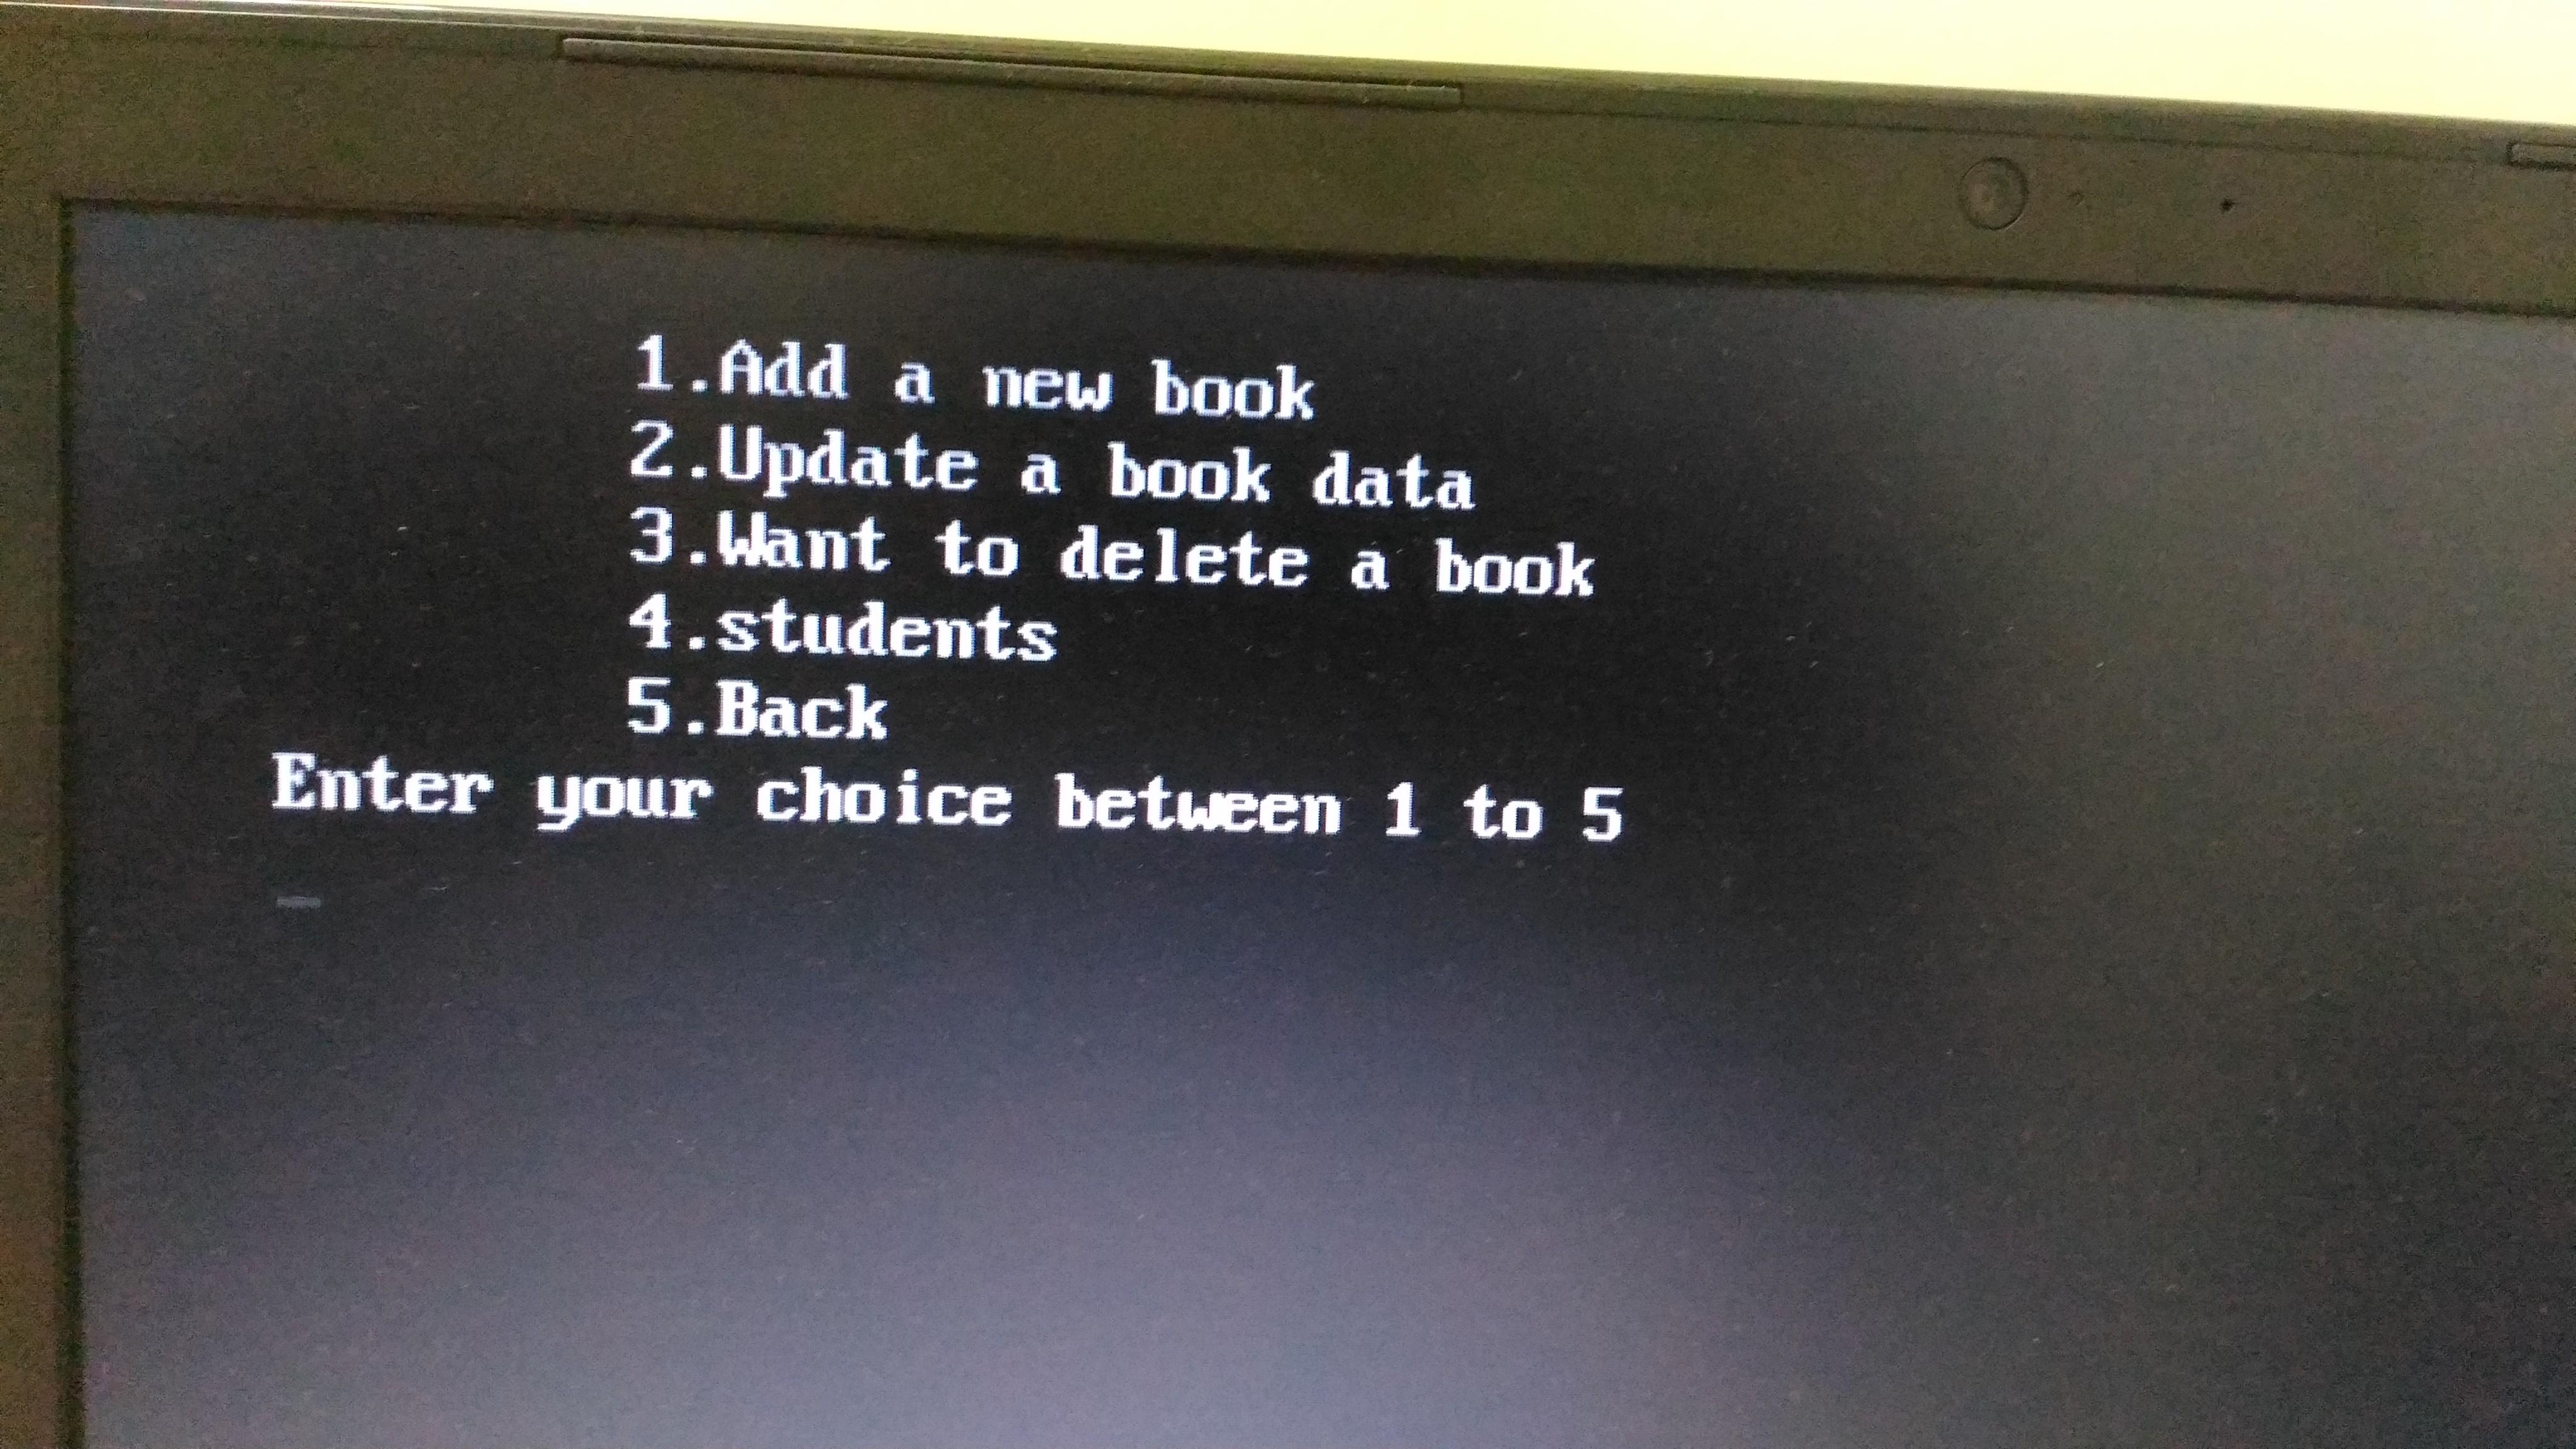 1.Add a new book
2.Update a book data
3.Want to delete a book
4.students
5.Back
Enter your choice between 1 to 5